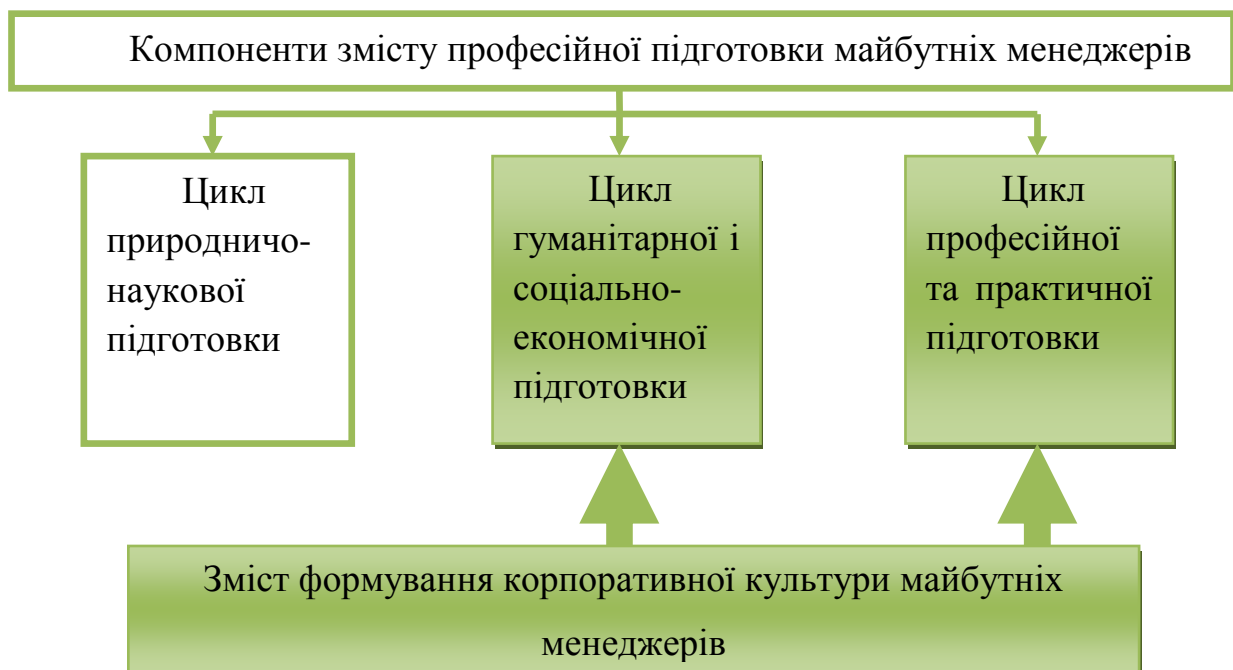 Компоненти змісту професійної підготовки майбутніх менеджерів
Цикл
природничо-
наукової
підготовки
Цикл
гуманітарної і
соціально-
економічної
підготовки
Цикл
професійної
та практичної
підготовки
Зміст формування корпоративної культури майбутніх
менеджерів